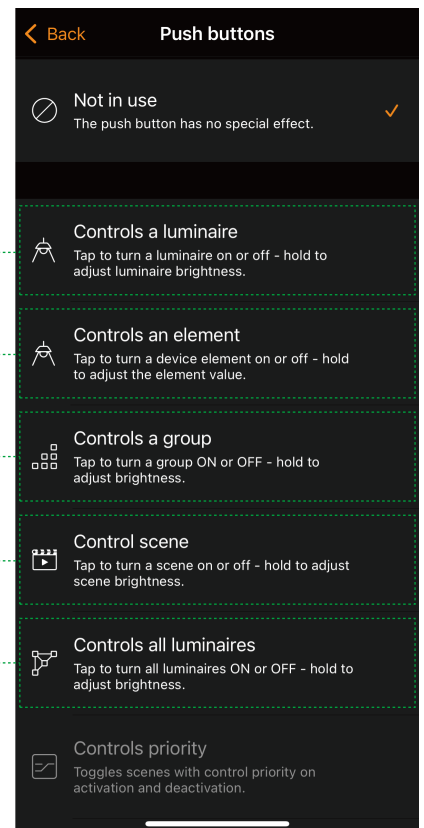 Back
Push buttons
Not in use
The push button has no special effect.
Controls a luminaire
Tap to turn a luminaire on or off - hold to
adjust luminaire brightness.
Controls an element
Tap to turn a device element on or off - hold
to adjust the element value.
Controls a group
Tap to turn a group ON or OFF - hold to
adjust brightness.
Control scene
Tap to turn a scene on or off - hold to adjust
scene brightness.
Controls all luminaires
Tap to turn all luminaires ON or OFF - hold to
adjust brightness.
Controls priority
Toggles scenes with control priority on
activation and deactivation.